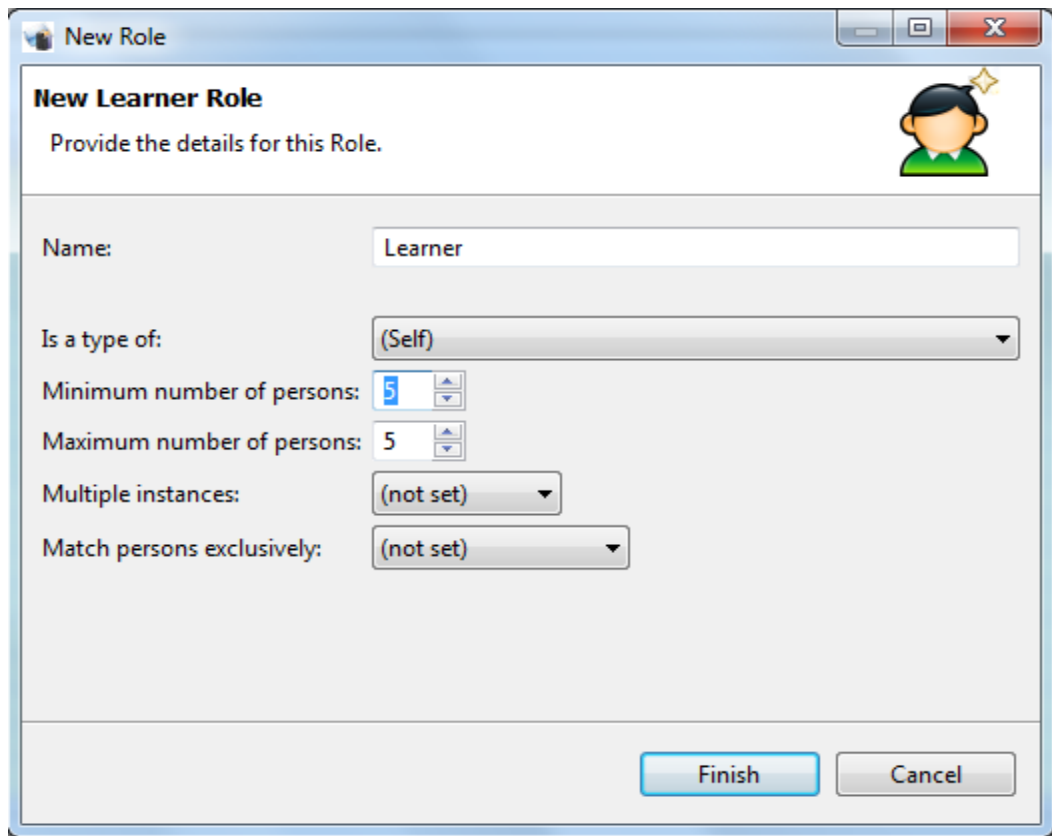 New Role
New Learner Role
Provide the details for this Role.
Name: Learner
Is a type of: (Self)
Minimum number of persons: 5
Maximum number of persons: 5
Multiple instances: (not set)
Match persons exclusively: (not set)
Finish Cancel